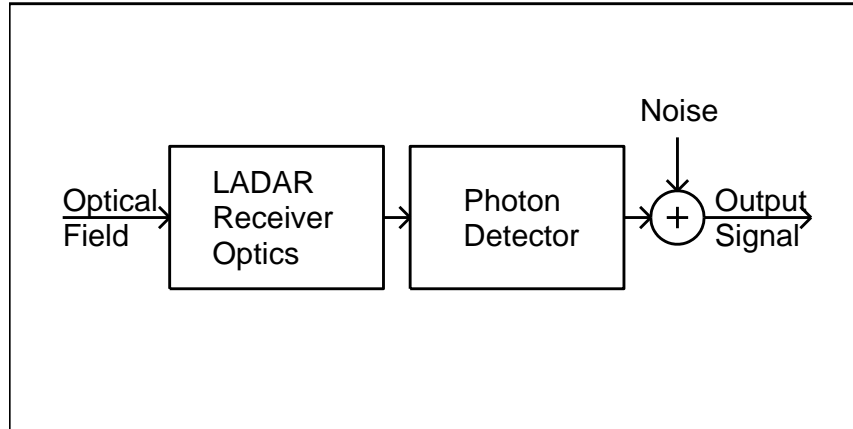 Noise
Optical
Field
LADAR
Receiver
Optics
Photon
Detector
+
Output
Signal